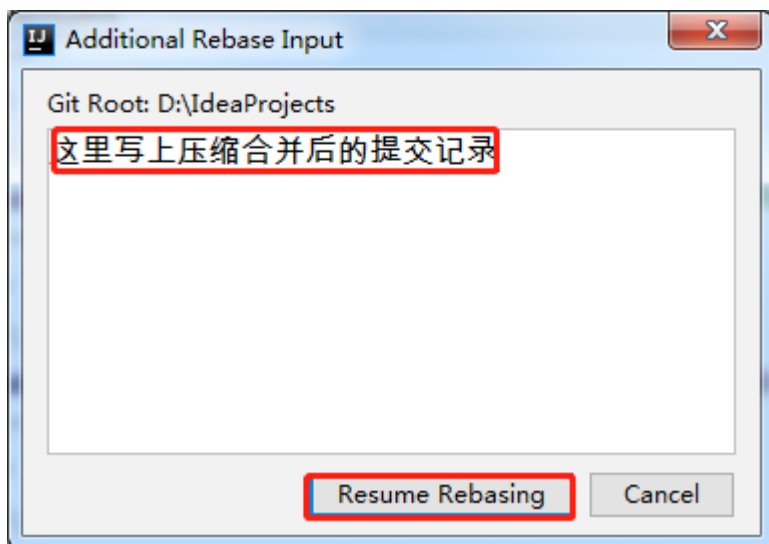 IJ Additional Rebase Input
Git Root: D:\IdeaProjects
这里写上压缩合并后的提交记录
Resume Rebasing Cancel